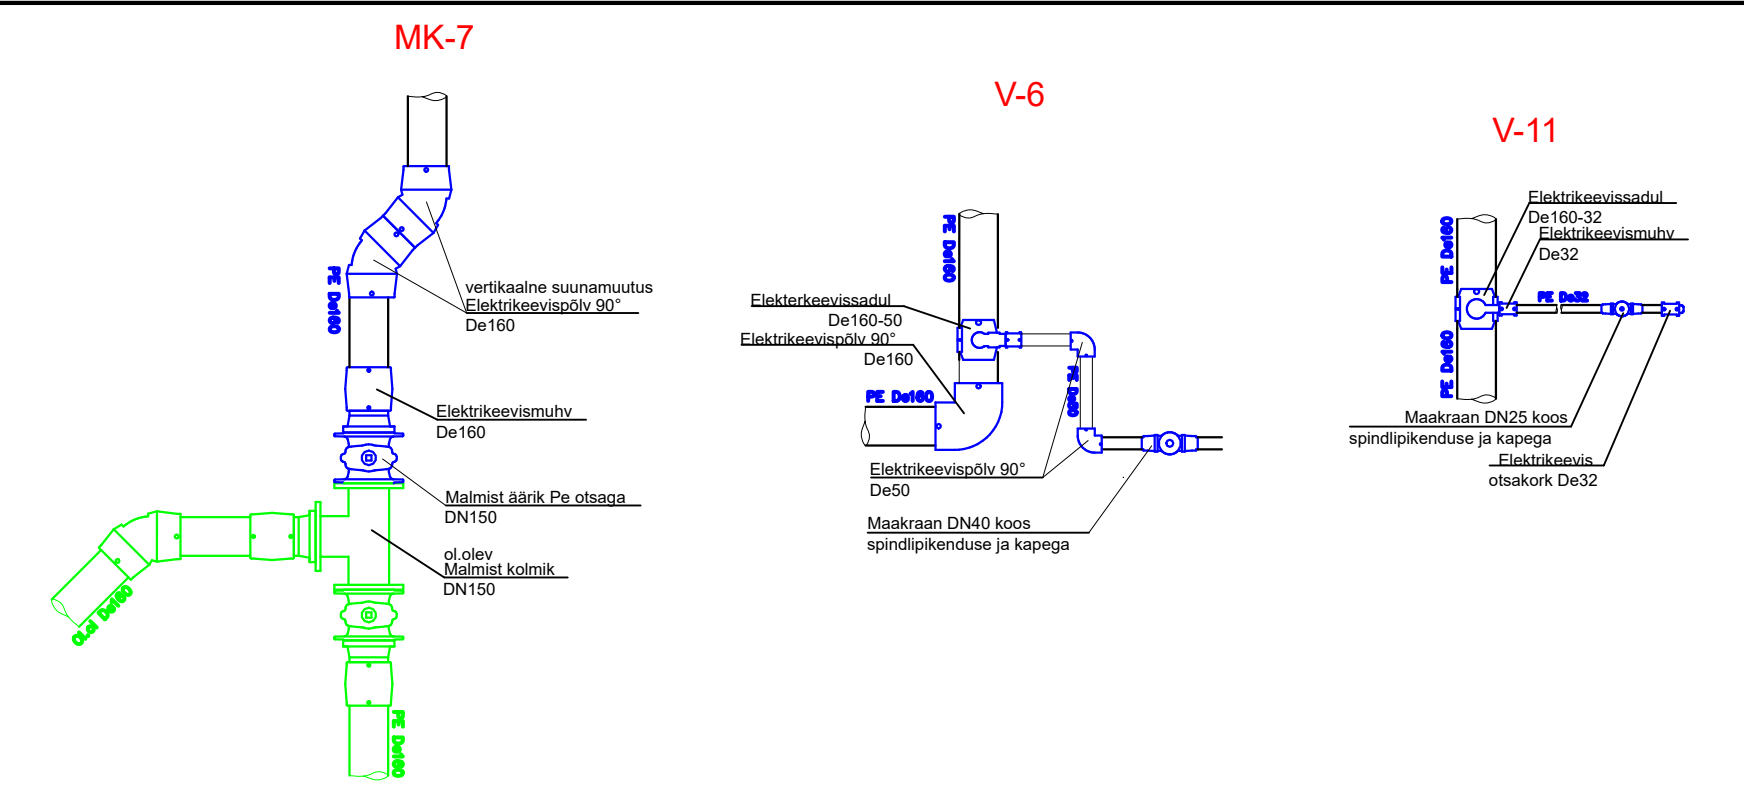 MK-7
PE De160
vertikaalne suunamuutus
Elektrikeevispõlv 90°
De160
Elektrikeevismuhv
De160
Malmist äärik Pe otsaga
DN150
ol.olev
Malmist kolmik
DN150
Ol.ol De160
PE De160
V-6
PE De160
Elekterkeevissadul
De160-50
Elektrikeevispõlv 90°
De160
PE De160
PE De50
Elektrikeevispõlv 90°
De50
Maakraan DN40 koos
spindlipikenduse ja kapega
V-11
Elektrikeevissadul
De160-32
Elektrikeevismuhv
De32
PE De160
PE De32
PE De160
Maakraan DN25 koos
spindlipikenduse ja kapega
Elektrikeevis
otsakork De32